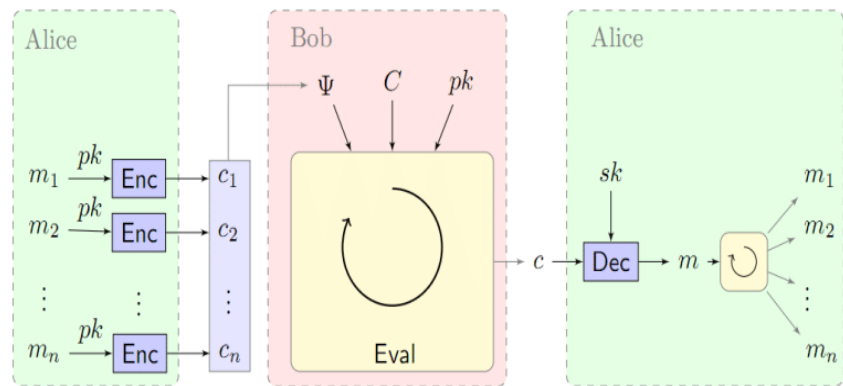 Alice
Bob
Alice
Ψ C pk
m₁ pk Enc c₁
m₂ pk Enc c₂
⋮ ⋮ ⋮
mₙ pk Enc cₙ
Eval
c
sk
Dec
m
m₁
m₂
⋮
mₙ